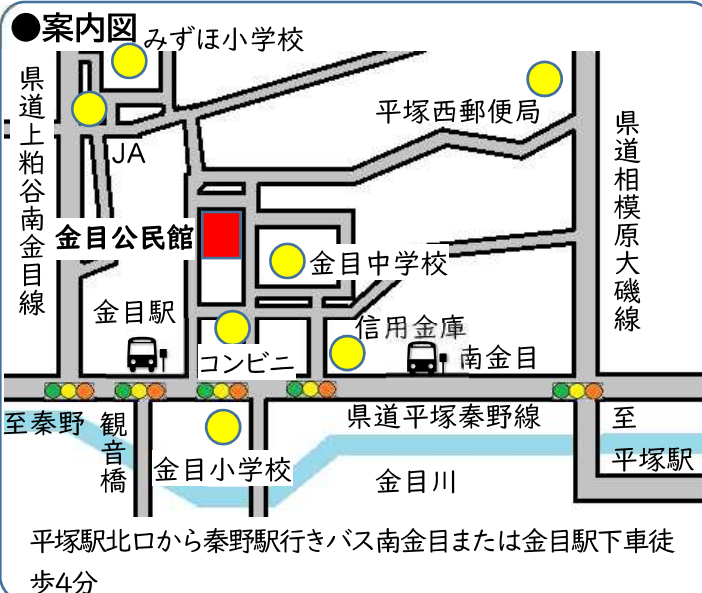 ●案内図
みずほ小学校
県道上粕谷南金目線
JA
平塚西郵便局
県道相模原大磯線
金目公民館
金目中学校
金目駅
信用金庫
コンビニ
南金目
至秦野
観音橋
県道平塚秦野線
至
平塚駅
金目小学校
金目川
平塚駅北口から秦野駅行きバス南金目または金目駅下車徒
歩4分